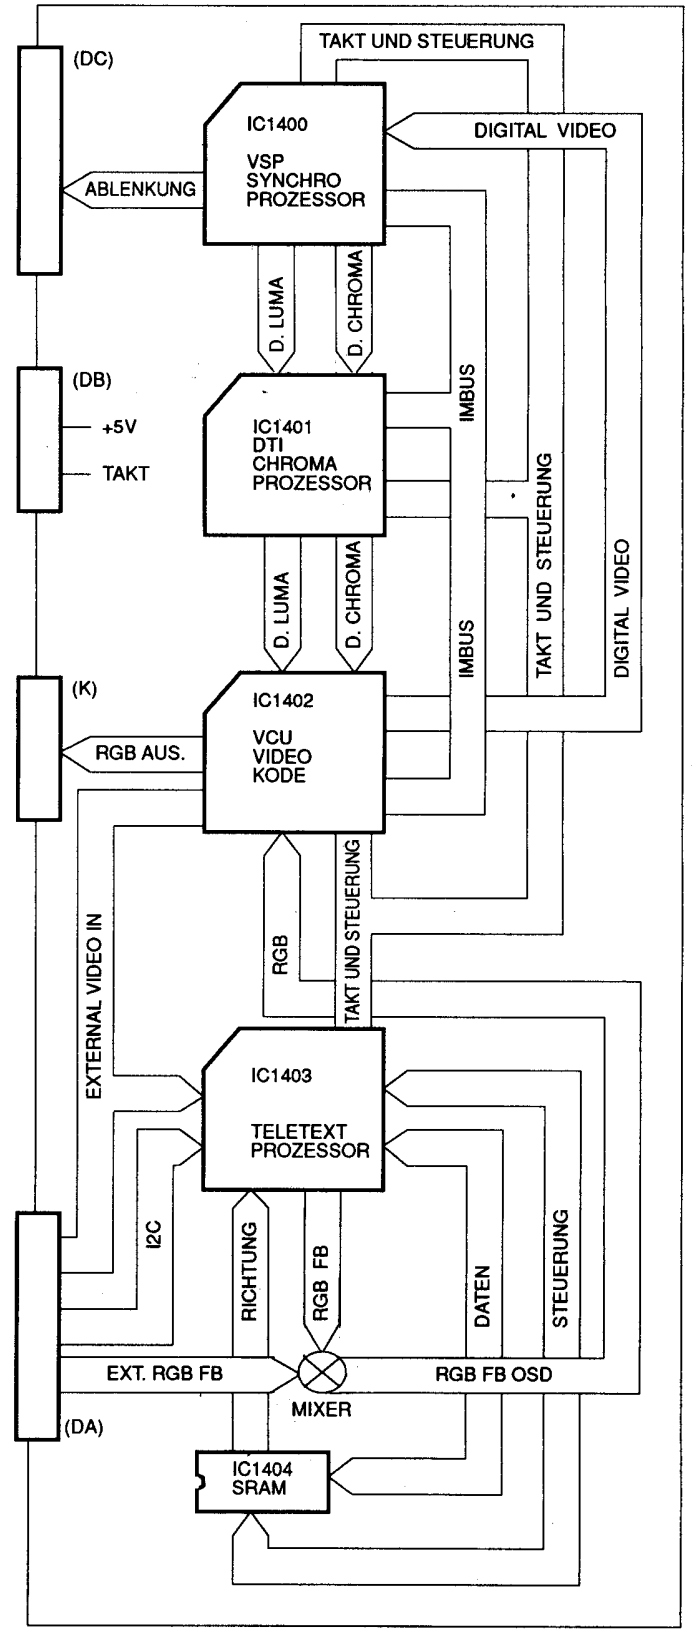 TAKT UND STEUERUNG
(DC)
IC1400
VSP
SYNCHRO
PROZESSOR
DIGITAL VIDEO
ABLENKUNG
D. LUMA
D. CHROMA
(DB)
+5V
TAKT
IMBUS
IC1401
DTI
CHROMA
PROZESSOR
TAKT UND STEUERUNG
DIGITAL VIDEO
D. LUMA
D. CHROMA
IMBUS
(K)
IC1402
VCU
VIDEO
KODE
RGB AUS.
EXTERNAL VIDEO IN
RGB
TAKT UND STEUERUNG
IC1403
TELETEXT
PROZESSOR
I2C
RICHTUNG
RGB FB
DATEN
STEUERUNG
EXT. RGB FB
RGB FB OSD
MIXER
(DA)
IC1404
SRAM